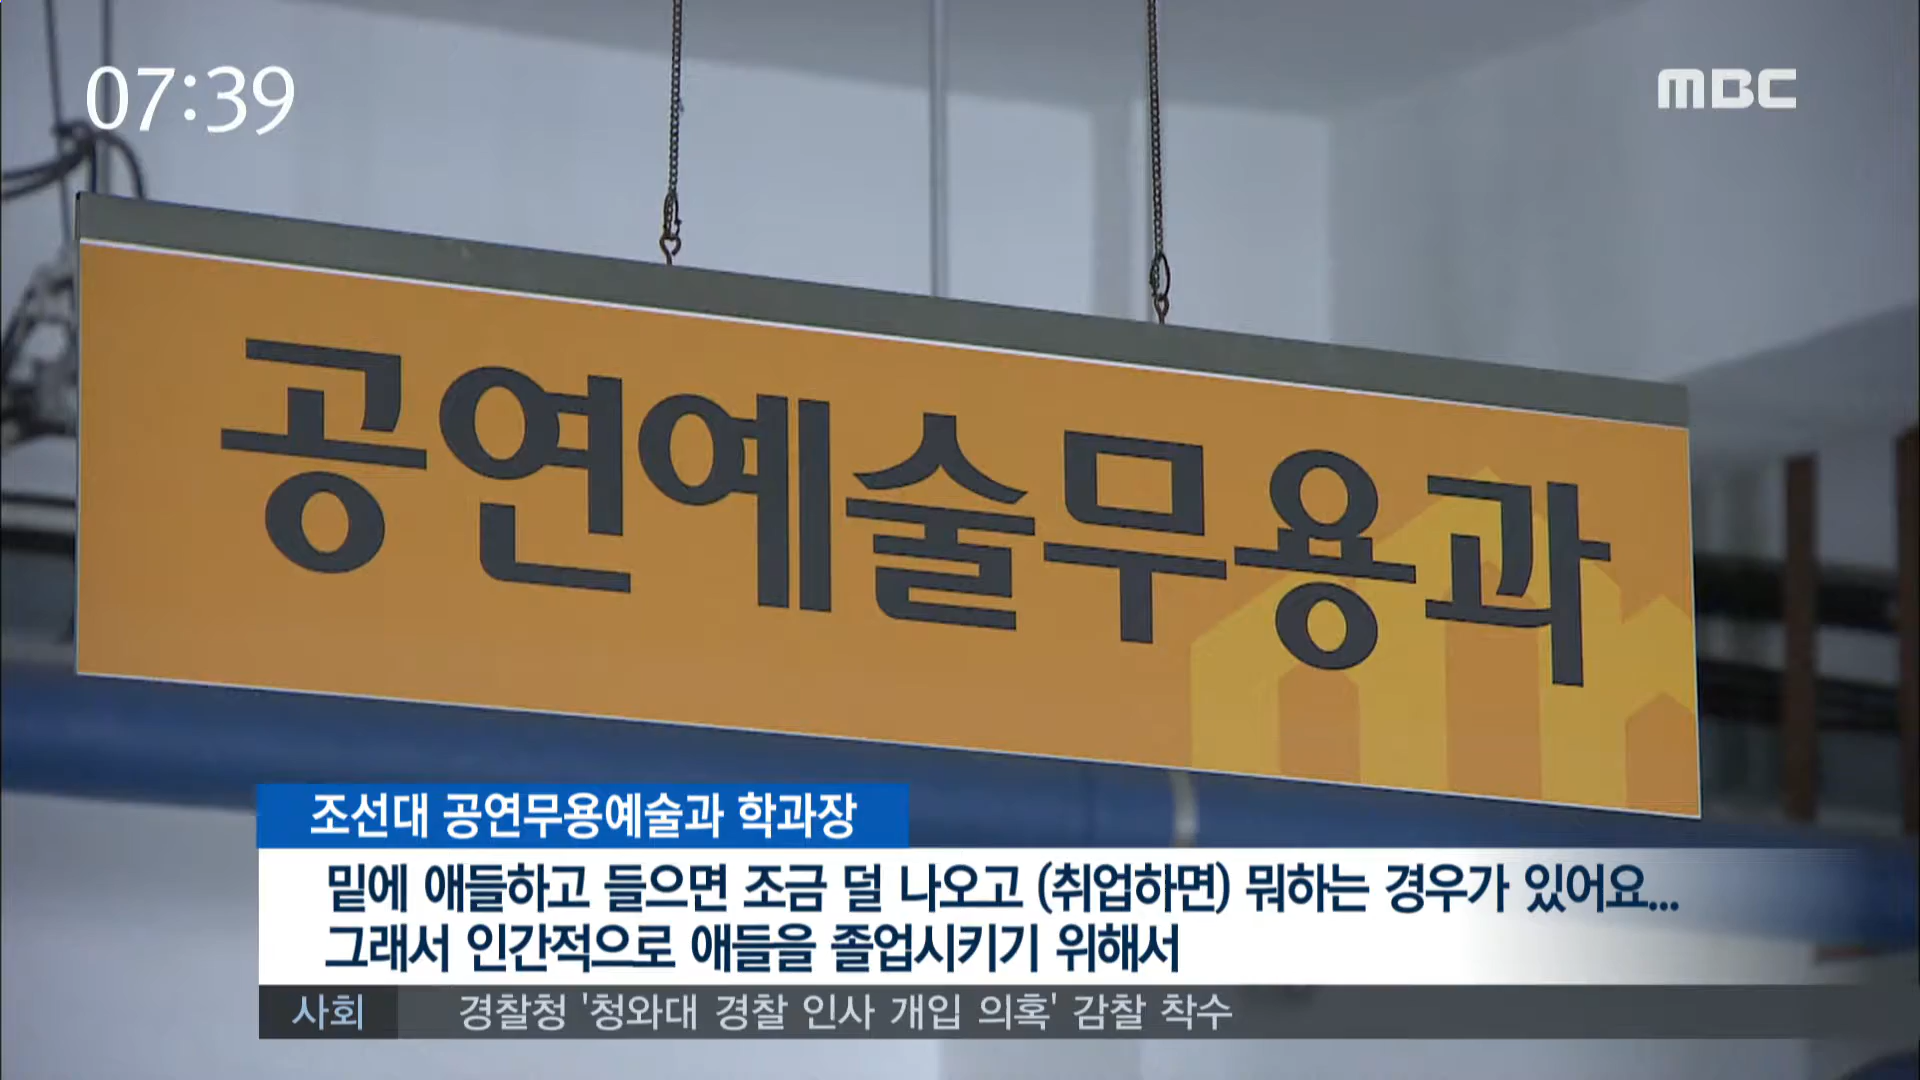 07:39
MBC
공연예술무용과
조선대 공연무용예술과 학과장
밑에 애들하고 들으면 조금 덜 나오고 (취업하면) 뭐하는 경우가 있어요...
그래서 인간적으로 애들을 졸업시키기 위해서
사회 경찰청 '청와대 경찰 인사 개입 의혹' 감찰 착수